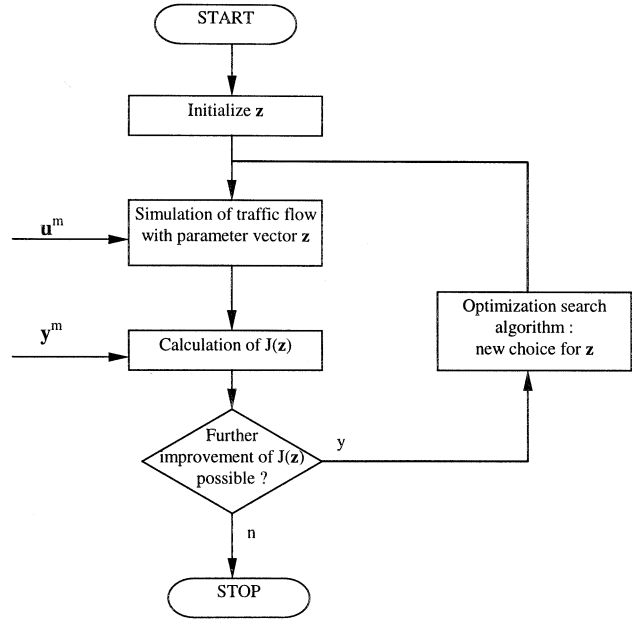 START
Initialize z
Simulation of traffic flow
with parameter vector z
u^m
Optimization search
algorithm :
new choice for z
y^m
Calculation of J(z)
Further
improvement of J(z)
possible ?
y
n
STOP